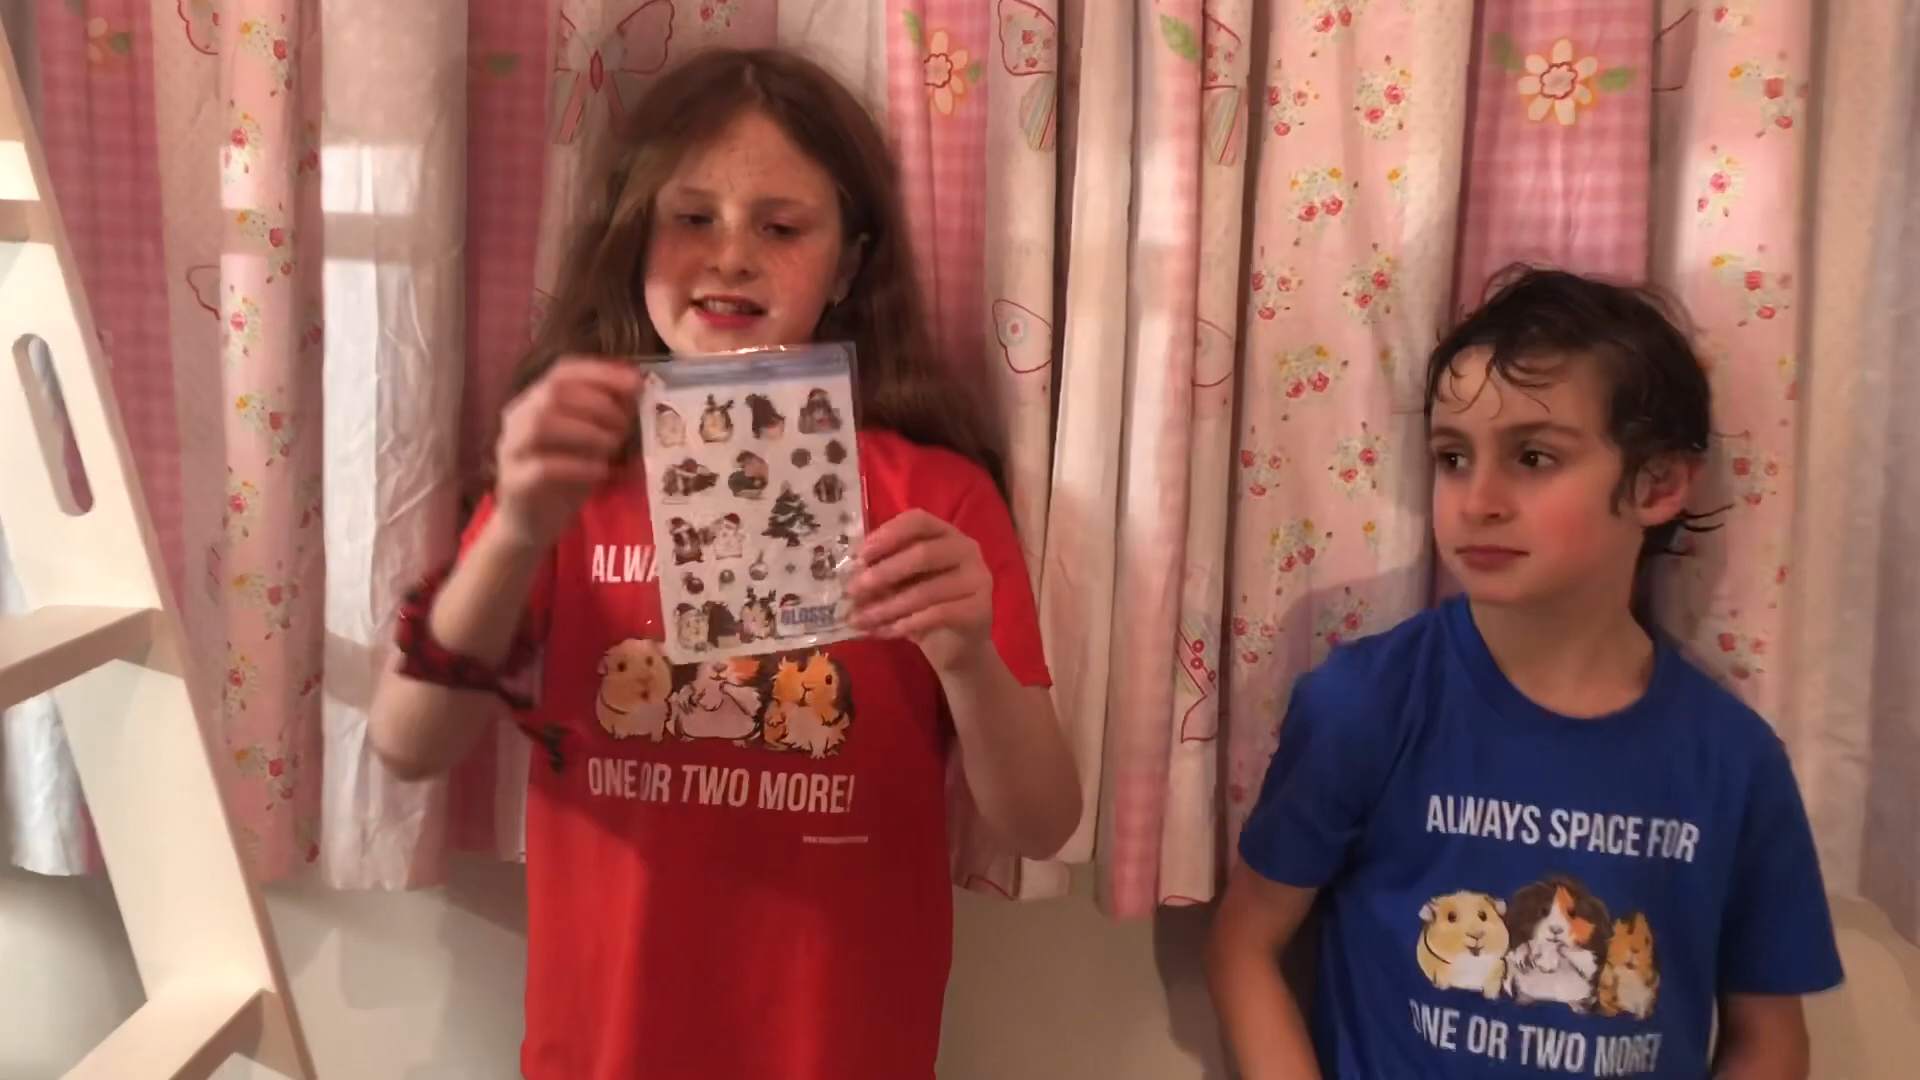 GLOSSY
ALWA
ONE OR TWO MORE!
ALWAYS SPACE FOR
ONE OR TWO MORE!